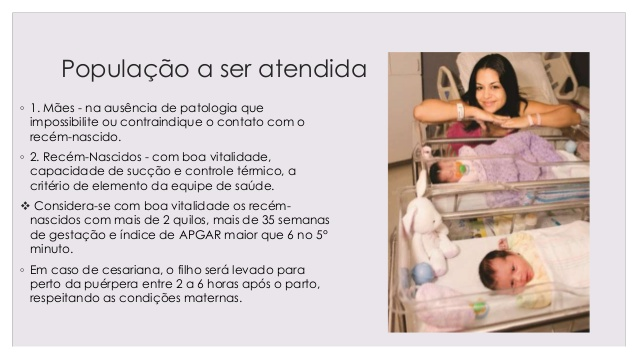 População a ser atendida
◦ 1. Mães - na ausência de patologia que
impossibilite ou contraindique o contato com o
recém-nascido.
◦ 2. Recém-Nascidos - com boa vitalidade,
capacidade de sucção e controle térmico, a
critério de elemento da equipe de saúde.
❖ Considera-se com boa vitalidade os recém-
nascidos com mais de 2 quilos, mais de 35 semanas
de gestação e índice de APGAR maior que 6 no 5°
minuto.
◦ Em caso de cesariana, o filho será levado para
perto da puérpera entre 2 a 6 horas após o parto,
respeitando as condições maternas.